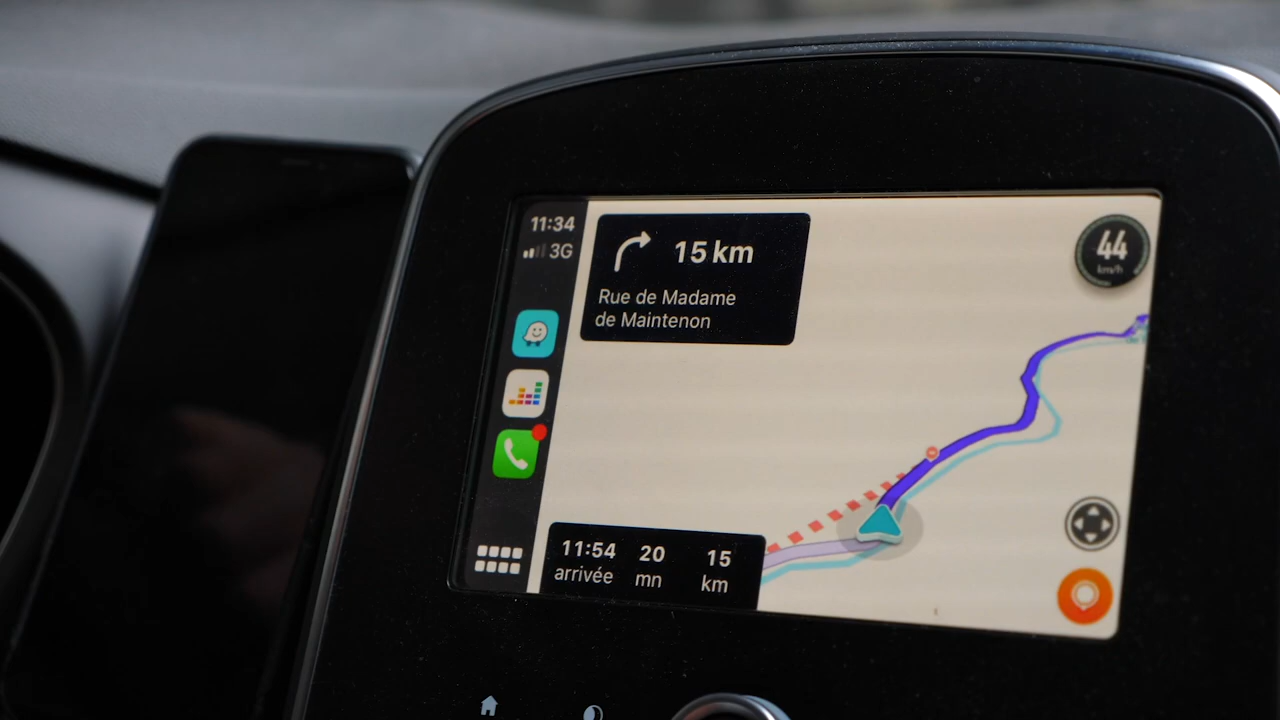 11:34
3G
15 km
Rue de Madame
de Maintenon
44
km/h
11:54 20 15
arrivée mn km